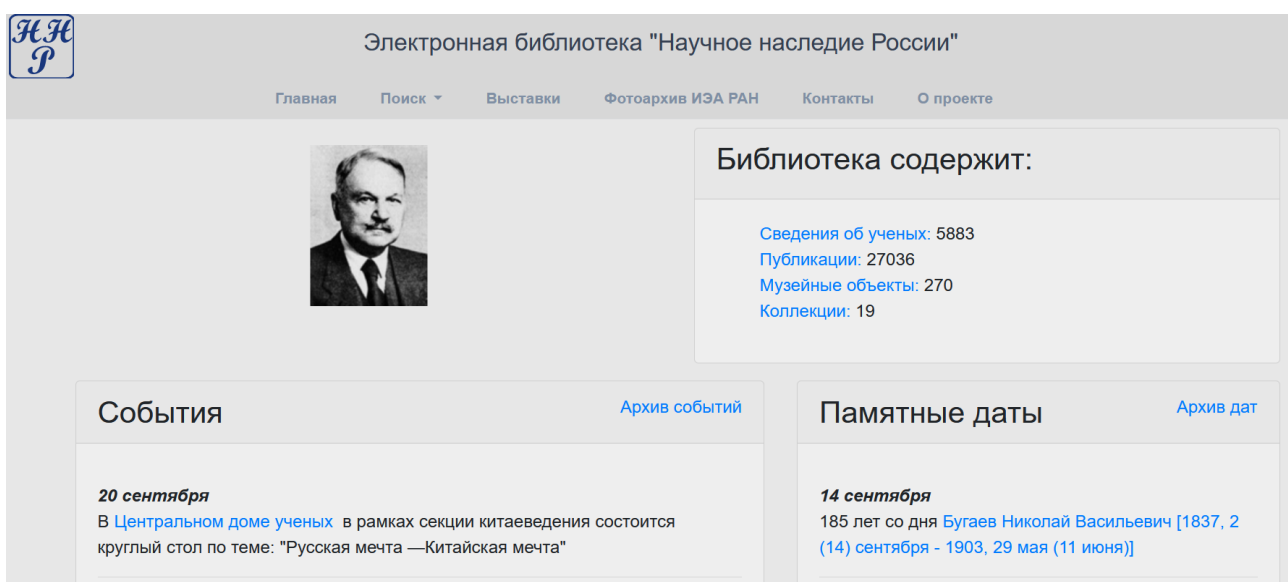 ННР
Электронная библиотека "Научное наследие России"
Главная Поиск Выставки Фотоархив ИЭА РАН Контакты О проекте
Библиотека содержит:
Сведения об ученых: 5883
Публикации: 27036
Музейные объекты: 270
Коллекции: 19
События Архив событий
20 сентября
В Центральном доме ученых в рамках секции китаеведения состоится
круглый стол по теме: "Русская мечта —Китайская мечта"
Памятные даты Архив дат
14 сентября
185 лет со дня Бугаев Николай Васильевич [1837, 2
(14) сентября - 1903, 29 мая (11 июня)]